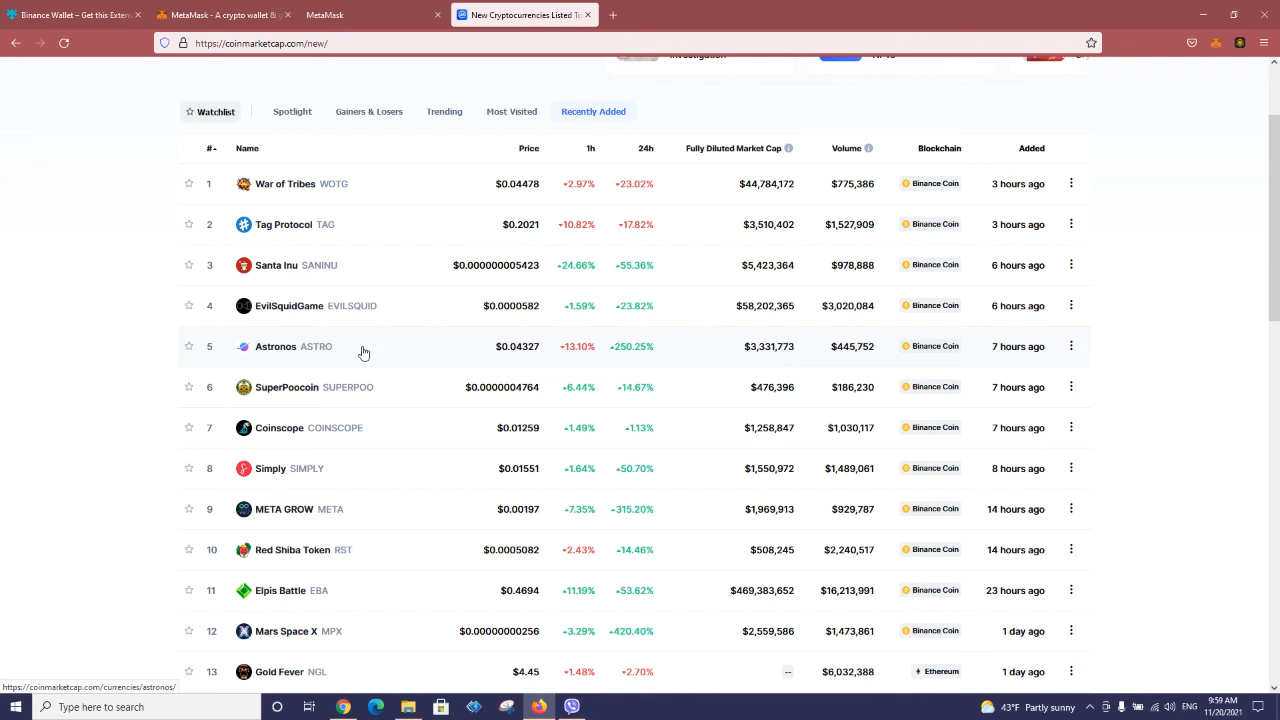 Binance Wallet – Get this Exten
MetaMask - A crypto wallet & g
MetaMask
New Cryptocurrencies Listed To
https://coinmarketcap.com/new/
Watchlist
Spotlight
Gainers & Losers
Trending
Most Visited
Recently Added
# Name Price 1h 24h Fully Diluted Market Cap Volume Blockchain Added
1 War of Tribes WOTG $0.04478 2.97% 23.02% $44,784,172 $775,386 Binance Coin 3 hours ago
2 Tag Protocol TAG $0.2021 10.82% 17.82% $3,510,402 $1,527,909 Binance Coin 3 hours ago
3 Santa Inu SANINU $0.000000005423 24.66% 55.36% $5,423,364 $978,888 Binance Coin 6 hours ago
4 EvilSquidGame EVILSQUID $0.0000582 1.59% 23.82% $58,202,365 $3,020,084 Binance Coin 6 hours ago
5 Astronos ASTRO $0.04327 13.10% 250.25% $3,331,773 $445,752 Binance Coin 7 hours ago
6 SuperPoocoin SUPERPOO $0.0000004764 6.44% 14.67% $476,396 $186,230 Binance Coin 7 hours ago
7 Coinscope COINSCOPE $0.01259 1.49% 1.13% $1,258,847 $1,030,117 Binance Coin 7 hours ago
8 Simply SIMPLY $0.01551 1.64% 50.70% $1,550,972 $1,489,061 Binance Coin 8 hours ago
9 META GROW META $0.00197 7.35% 315.20% $1,969,913 $929,787 Binance Coin 14 hours ago
10 Red Shiba Token RST $0.0005082 2.43% 14.46% $508,245 $2,240,517 Binance Coin 14 hours ago
11 Elpis Battle EBA $0.4694 11.19% 53.62% $469,383,652 $16,213,991 Binance Coin 23 hours ago
12 Mars Space X MPX $0.00000000256 3.29% 420.40% $2,559,586 $1,473,861 Binance Coin 1 day ago
13 Gold Fever NGL $4.45 1.48% 2.70% -- $6,032,388 Ethereum 1 day ago
https://coinmarketcap.com/currencies/astronos/
Type here to search
43°F Partly sunny
ENG
9:59 AM
11/20/2021